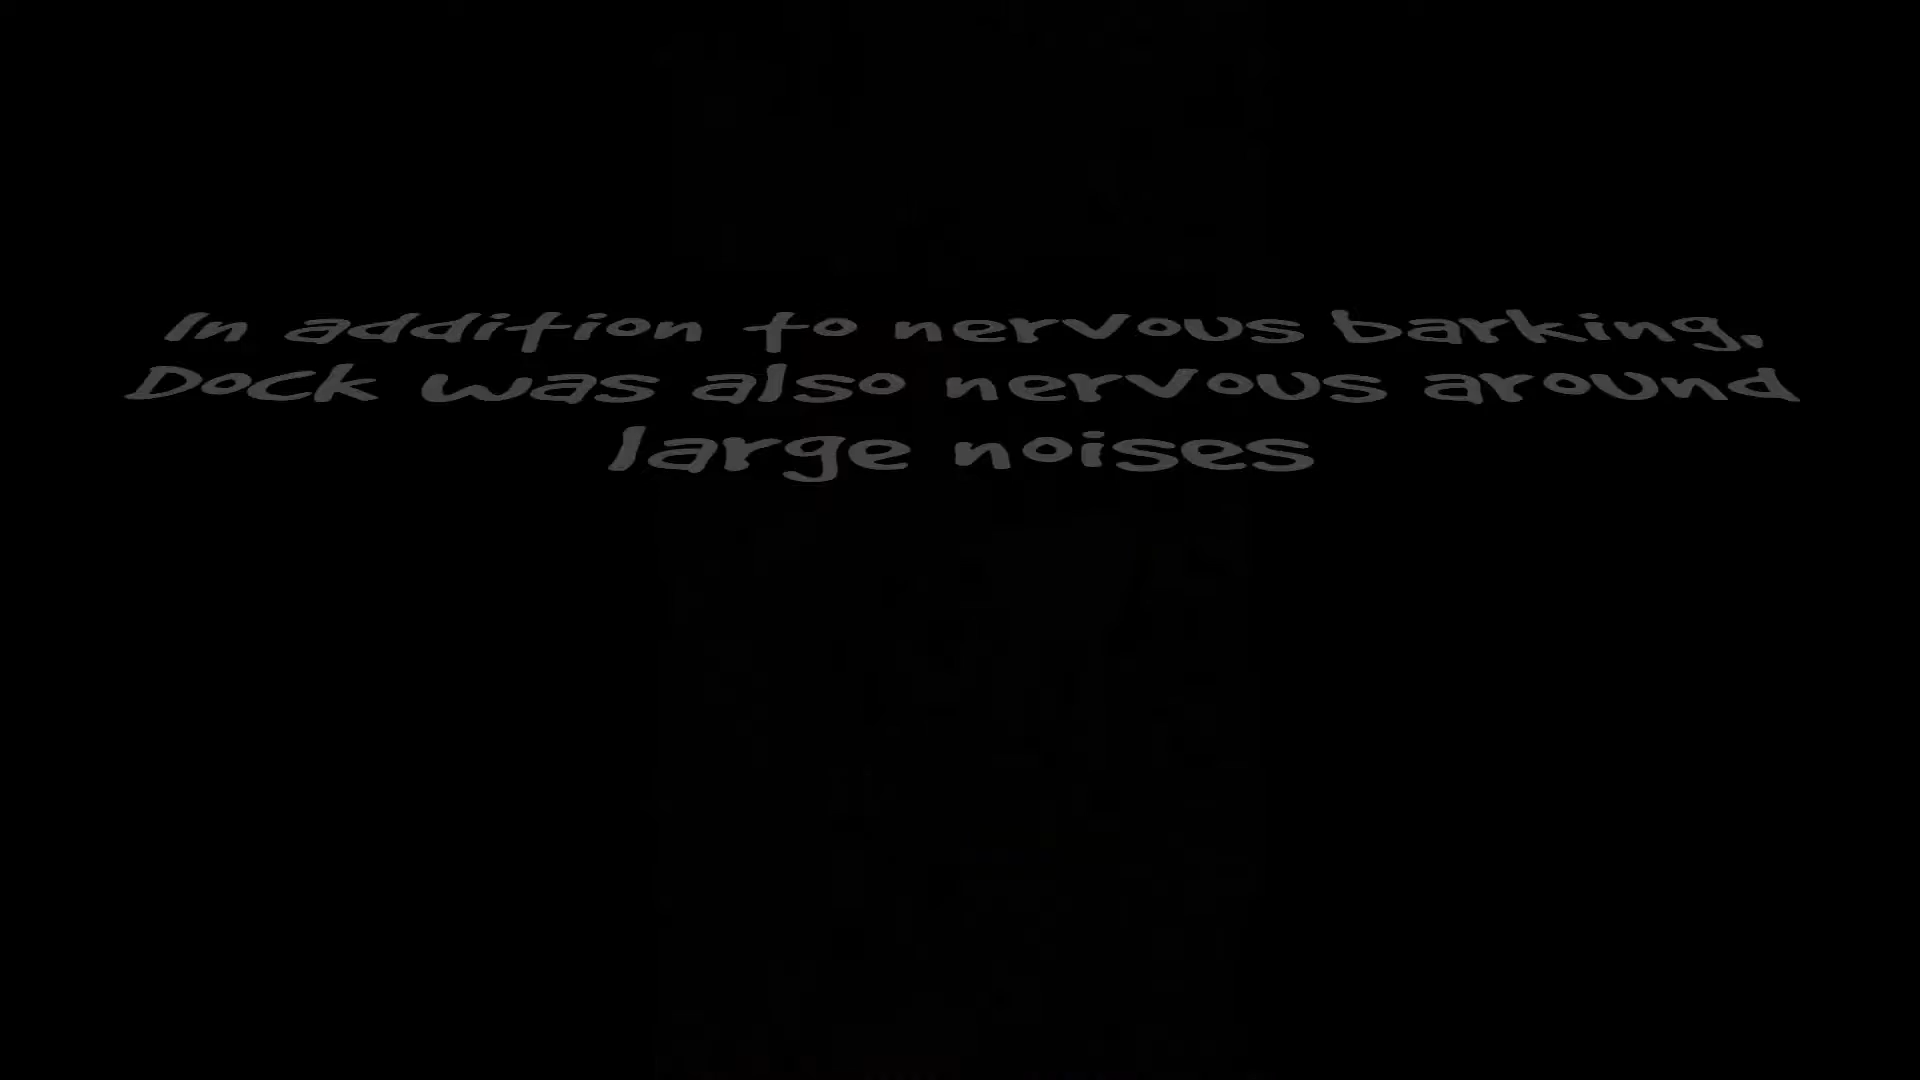 In addition to nervous barking,
Dock was also nervous around
large noises